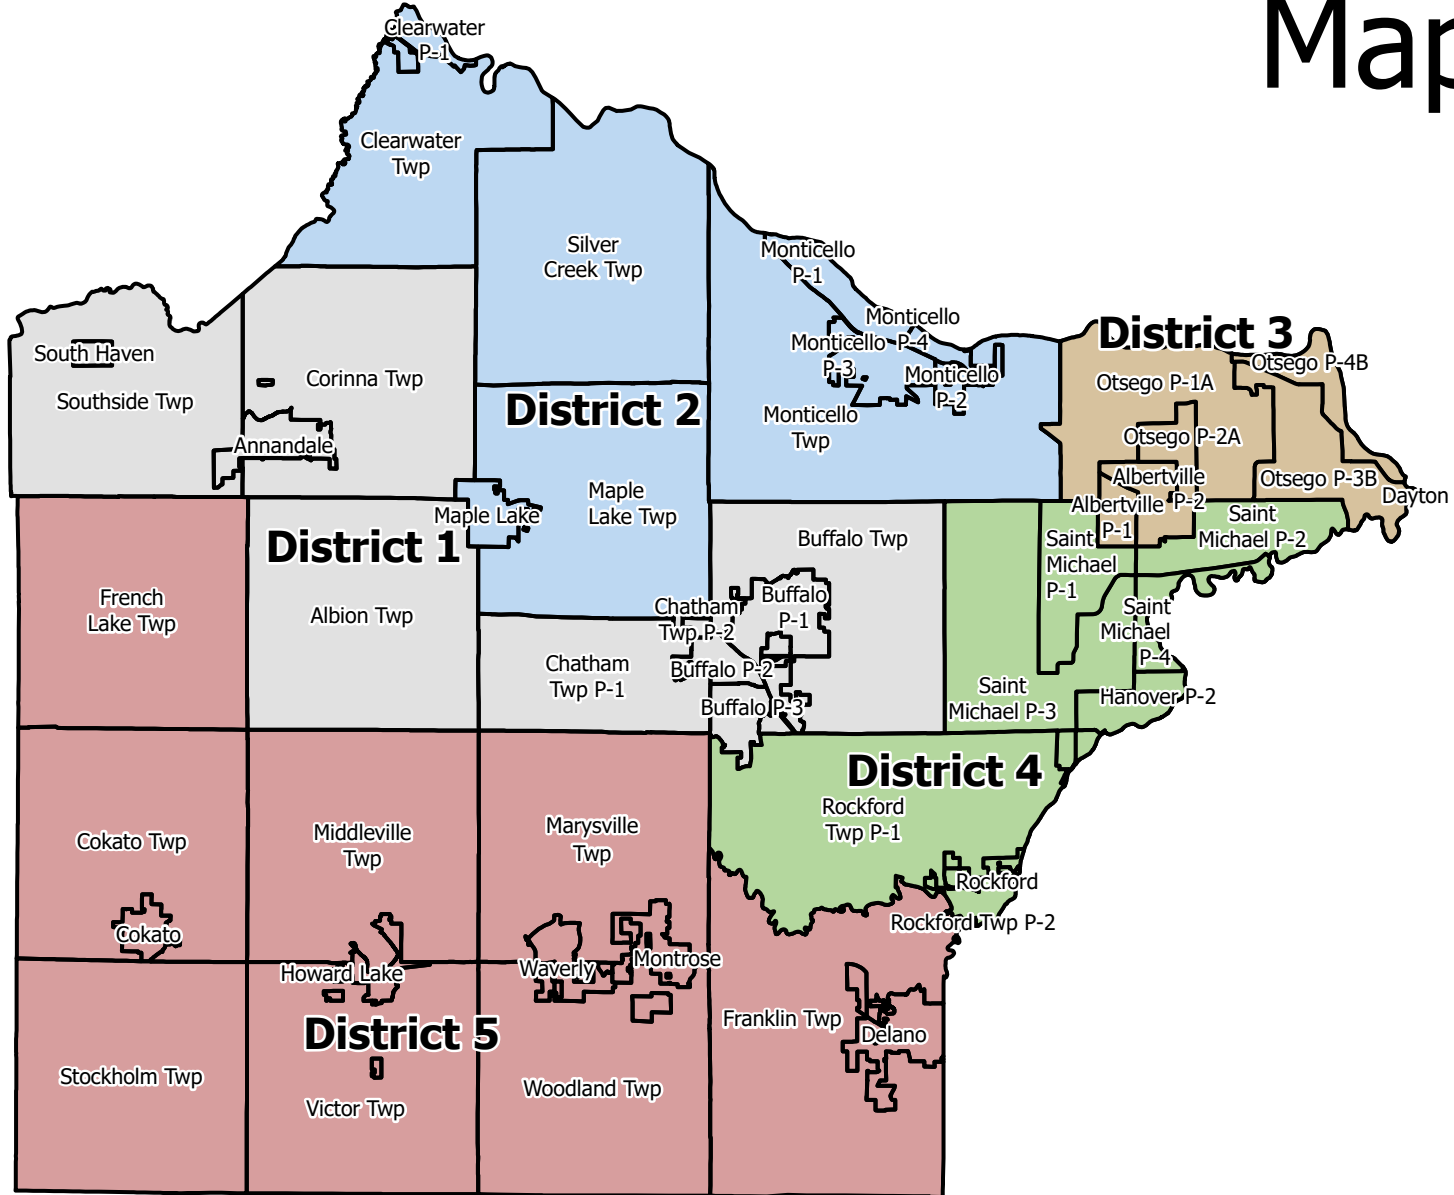 Map
Clearwater
P-1
Clearwater
Twp
Silver
Creek Twp
Monticello
P-1
Monticello
P-4
Monticello
P-3
Monticello
P-2
Monticello
Twp
District 3
Otsego P-4B
Otsego P-1A
Otsego P-2A
Otsego P-3B
Dayton
Albertville
P-2
Albertville
P-1
South Haven
Southside Twp
Corinna Twp
Annandale
District 2
Maple
Lake Twp
Maple Lake
District 1
Albion Twp
French
Lake Twp
Buffalo Twp
Buffalo
P-1
Chatham
Twp P-2
Buffalo P-2
Chatham
Twp P-1
Buffalo P-3
Saint
Michael
P-1
Saint
Michael P-2
Saint
Michael
P-4
Saint
Michael P-3
Hanover P-2
District 4
Rockford
Twp P-1
Rockford
Rockford Twp P-2
Cokato Twp
Middleville
Twp
Marysville
Twp
Cokato
Howard Lake
Waverly
Montrose
District 5
Franklin Twp
Delano
Stockholm Twp
Victor Twp
Woodland Twp